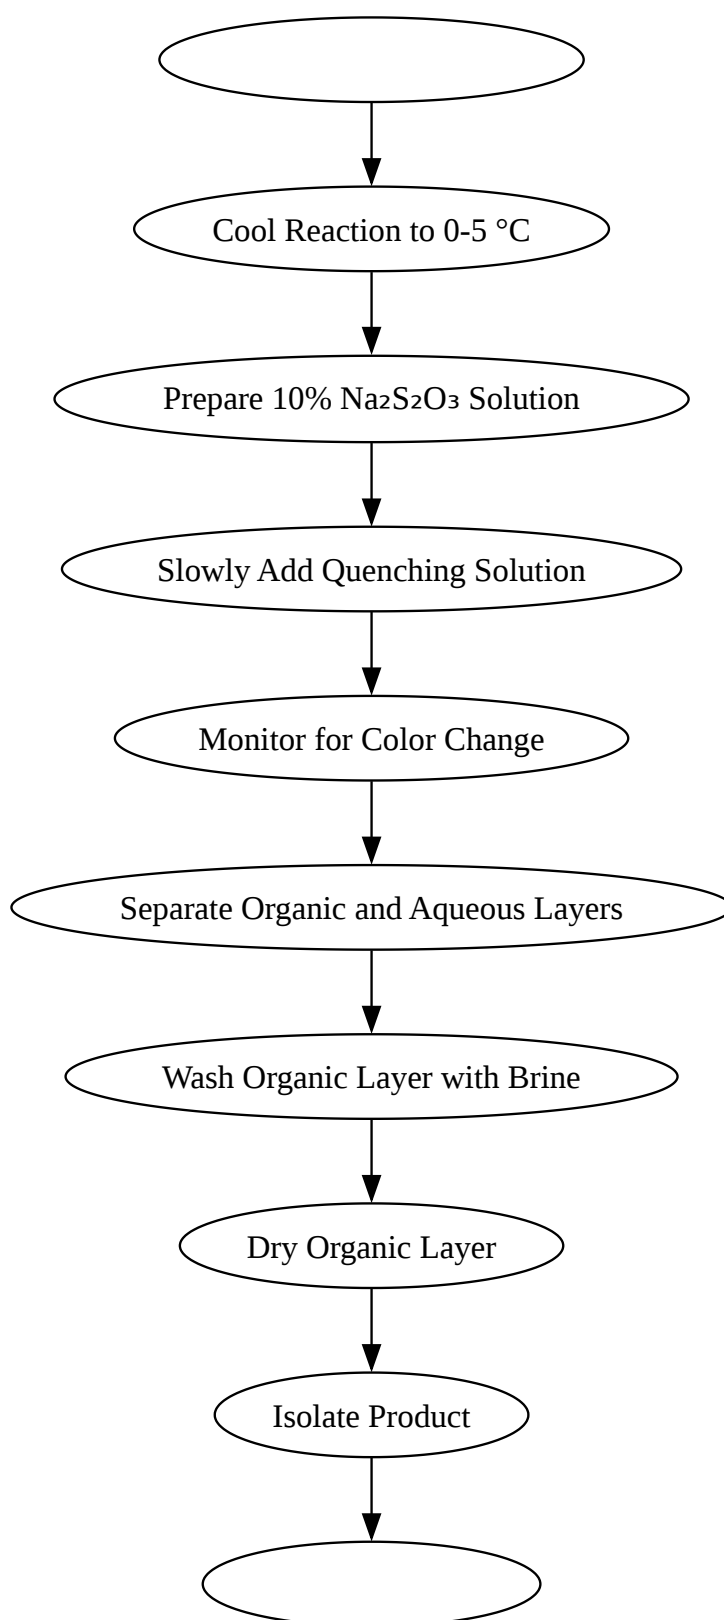 Cool Reaction to 0-5 °C
Prepare 10% Na₂S₂O₃ Solution
Slowly Add Quenching Solution
Monitor for Color Change
Separate Organic and Aqueous Layers
Wash Organic Layer with Brine
Dry Organic Layer
Isolate Product